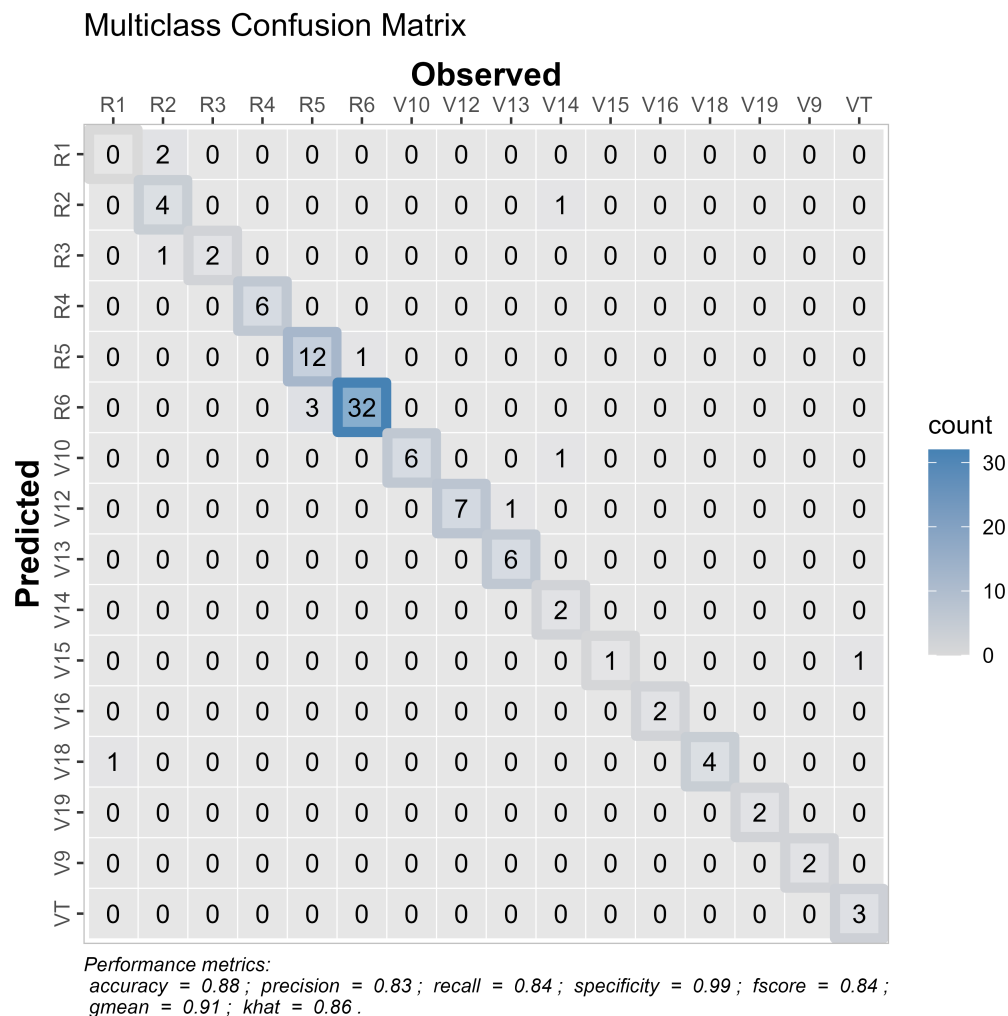 Multiclass Confusion Matrix
Observed
R1 R2 R3 R4 R5 R6 V10 V12 V13 V14 V15 V16 V18 V19 V9 VT
R1 0 2 0 0 0 0 0 0 0 0 0 0 0 0 0 0
R2 0 4 0 0 0 0 0 0 0 1 0 0 0 0 0 0
R3 0 1 2 0 0 0 0 0 0 0 0 0 0 0 0 0
R4 0 0 0 6 0 0 0 0 0 0 0 0 0 0 0 0
R5 0 0 0 0 12 1 0 0 0 0 0 0 0 0 0 0
R6 0 0 0 0 3 32 0 0 0 0 0 0 0 0 0 0
V10 0 0 0 0 0 0 6 0 0 1 0 0 0 0 0 0
V12 0 0 0 0 0 0 0 7 1 0 0 0 0 0 0 0
V13 0 0 0 0 0 0 0 0 6 0 0 0 0 0 0 0
V14 0 0 0 0 0 0 0 0 0 2 0 0 0 0 0 0
V15 0 0 0 0 0 0 0 0 0 0 1 0 0 0 0 1
V16 0 0 0 0 0 0 0 0 0 0 0 2 0 0 0 0
V18 1 0 0 0 0 0 0 0 0 0 0 0 4 0 0 0
V19 0 0 0 0 0 0 0 0 0 0 0 0 0 2 0 0
V9 0 0 0 0 0 0 0 0 0 0 0 0 0 0 2 0
VT 0 0 0 0 0 0 0 0 0 0 0 0 0 0 0 3
Predicted
count
30
20
10
0
Performance metrics:
accuracy = 0.88 ; precision = 0.83 ; recall = 0.84 ; specificity = 0.99 ; fscore = 0.84 ;
gmean = 0.91 ; khat = 0.86 .